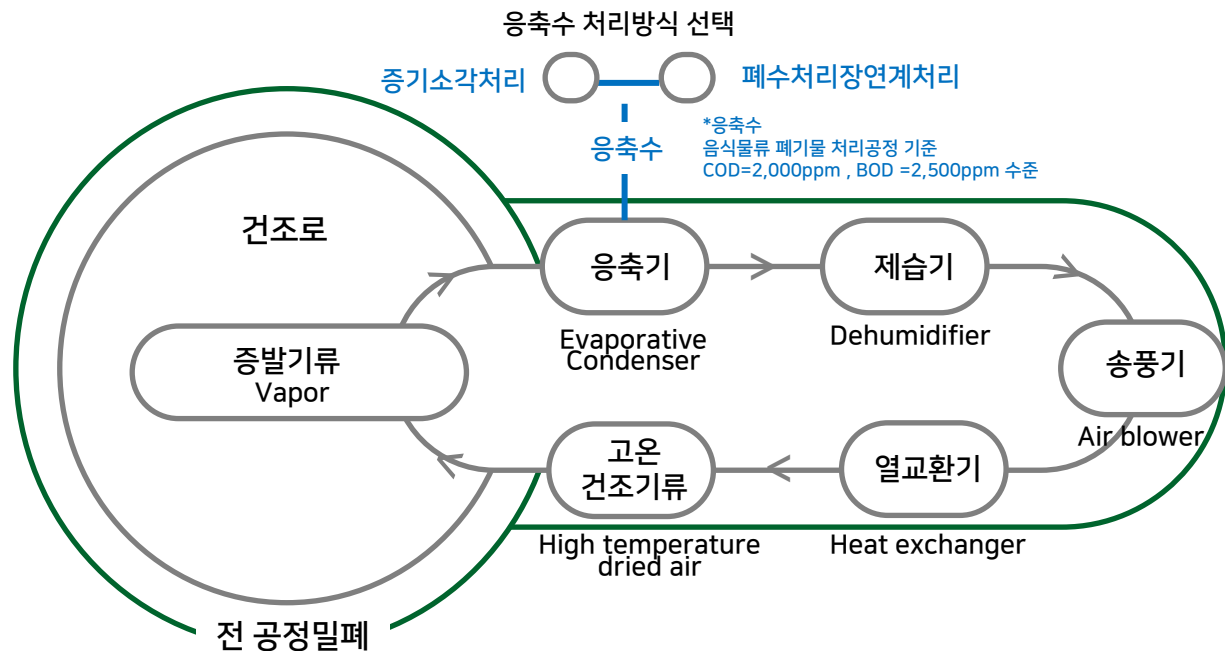 응축수 처리방식 선택
증기소각처리
폐수처리장연계처리
응축수
*응축수
음식물류 폐기물 처리공정 기준
COD=2,000ppm , BOD =2,500ppm 수준
건조로
응축기
제습기
Evaporative
Condenser
Dehumidifier
증발기류
Vapor
송풍기
Air blower
고온
건조기류
열교환기
High temperature
dried air
Heat exchanger
전 공정밀폐